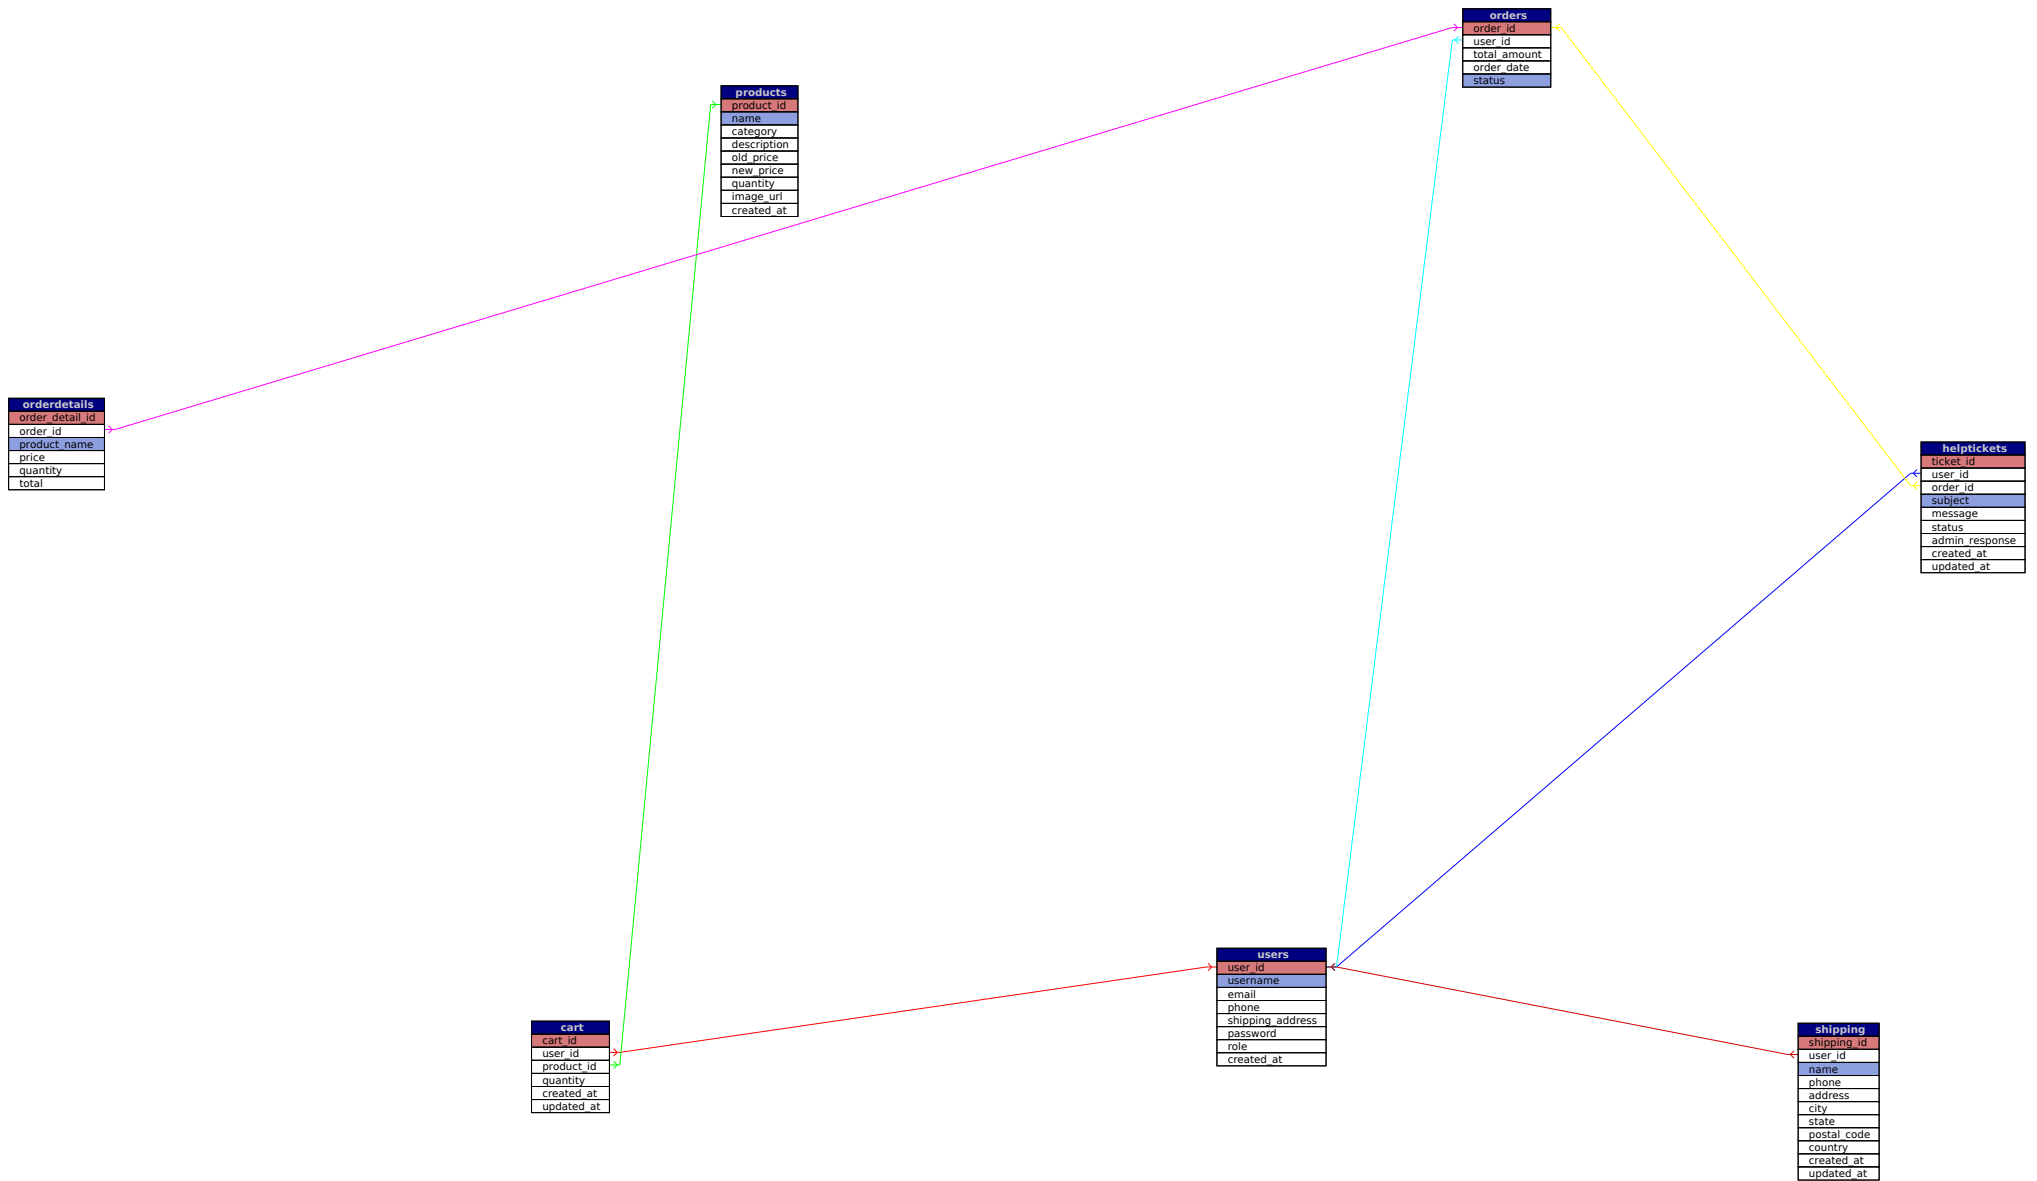 orders
order_id
user_id
total_amount
order_date
status
products
product_id
name
category
description
old_price
new_price
quantity
image_url
created_at
orderdetails
order_detail_id
order_id
product_name
price
quantity
total
helptickets
ticket_id
user_id
order_id
subject
message
status
admin_response
created_at
updated_at
users
user_id
username
email
phone
shipping_address
password
role
created_at
cart
cart_id
user_id
product_id
quantity
created_at
updated_at
shipping
shipping_id
user_id
name
phone
address
city
state
postal_code
country
created_at
updated_at